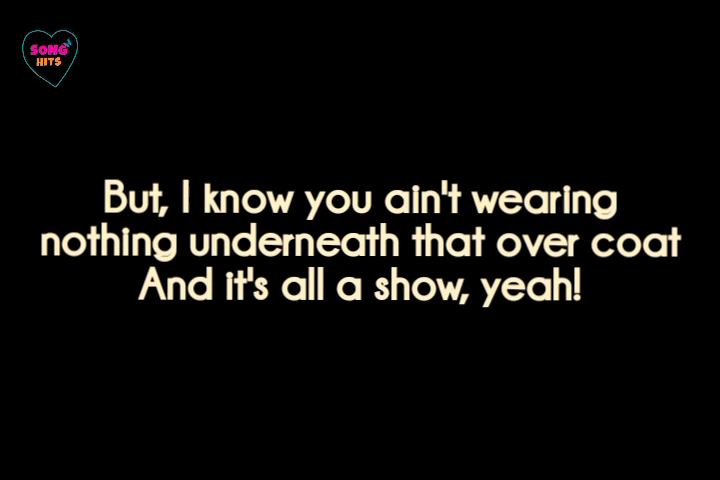 SONG
HITS
But, I know you ain't wearing
nothing underneath that over coat
And it's all a show, yeah!